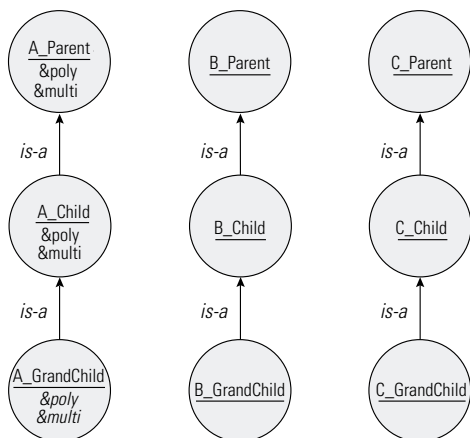 A_Parent
&poly
&multi
B_Parent
C_Parent
is-a
is-a
is-a
A_Child
&poly
&multi
B_Child
C_Child
is-a
is-a
is-a
A_GrandChild
&poly
&multi
B_GrandChild
C_GrandChild